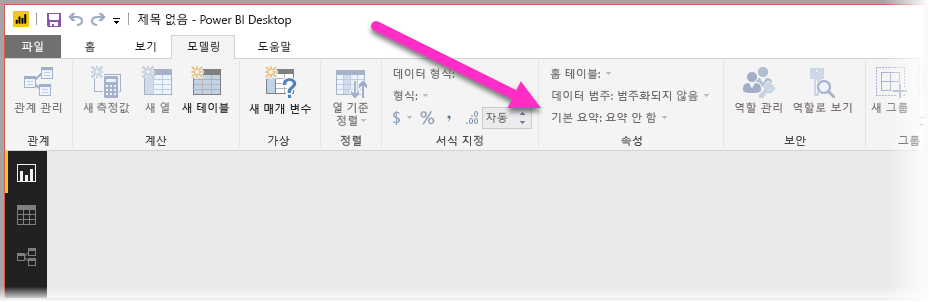 제목 없음 - Power BI Desktop
파일 홈 보기 모델링 도움말
관계 관리
새 측정값
새 열
새 테이블
새 매개 변수
열 기준
정렬
데이터 형식:
형식:
$ % , .00 자동
홈 테이블:
데이터 범주: 범주화되지 않음
기본 요약: 요약 안 함
역할 관리
역할로 보기
새 그룹
관계 계산 가상 정렬 서식 지정 속성 보안 그룹